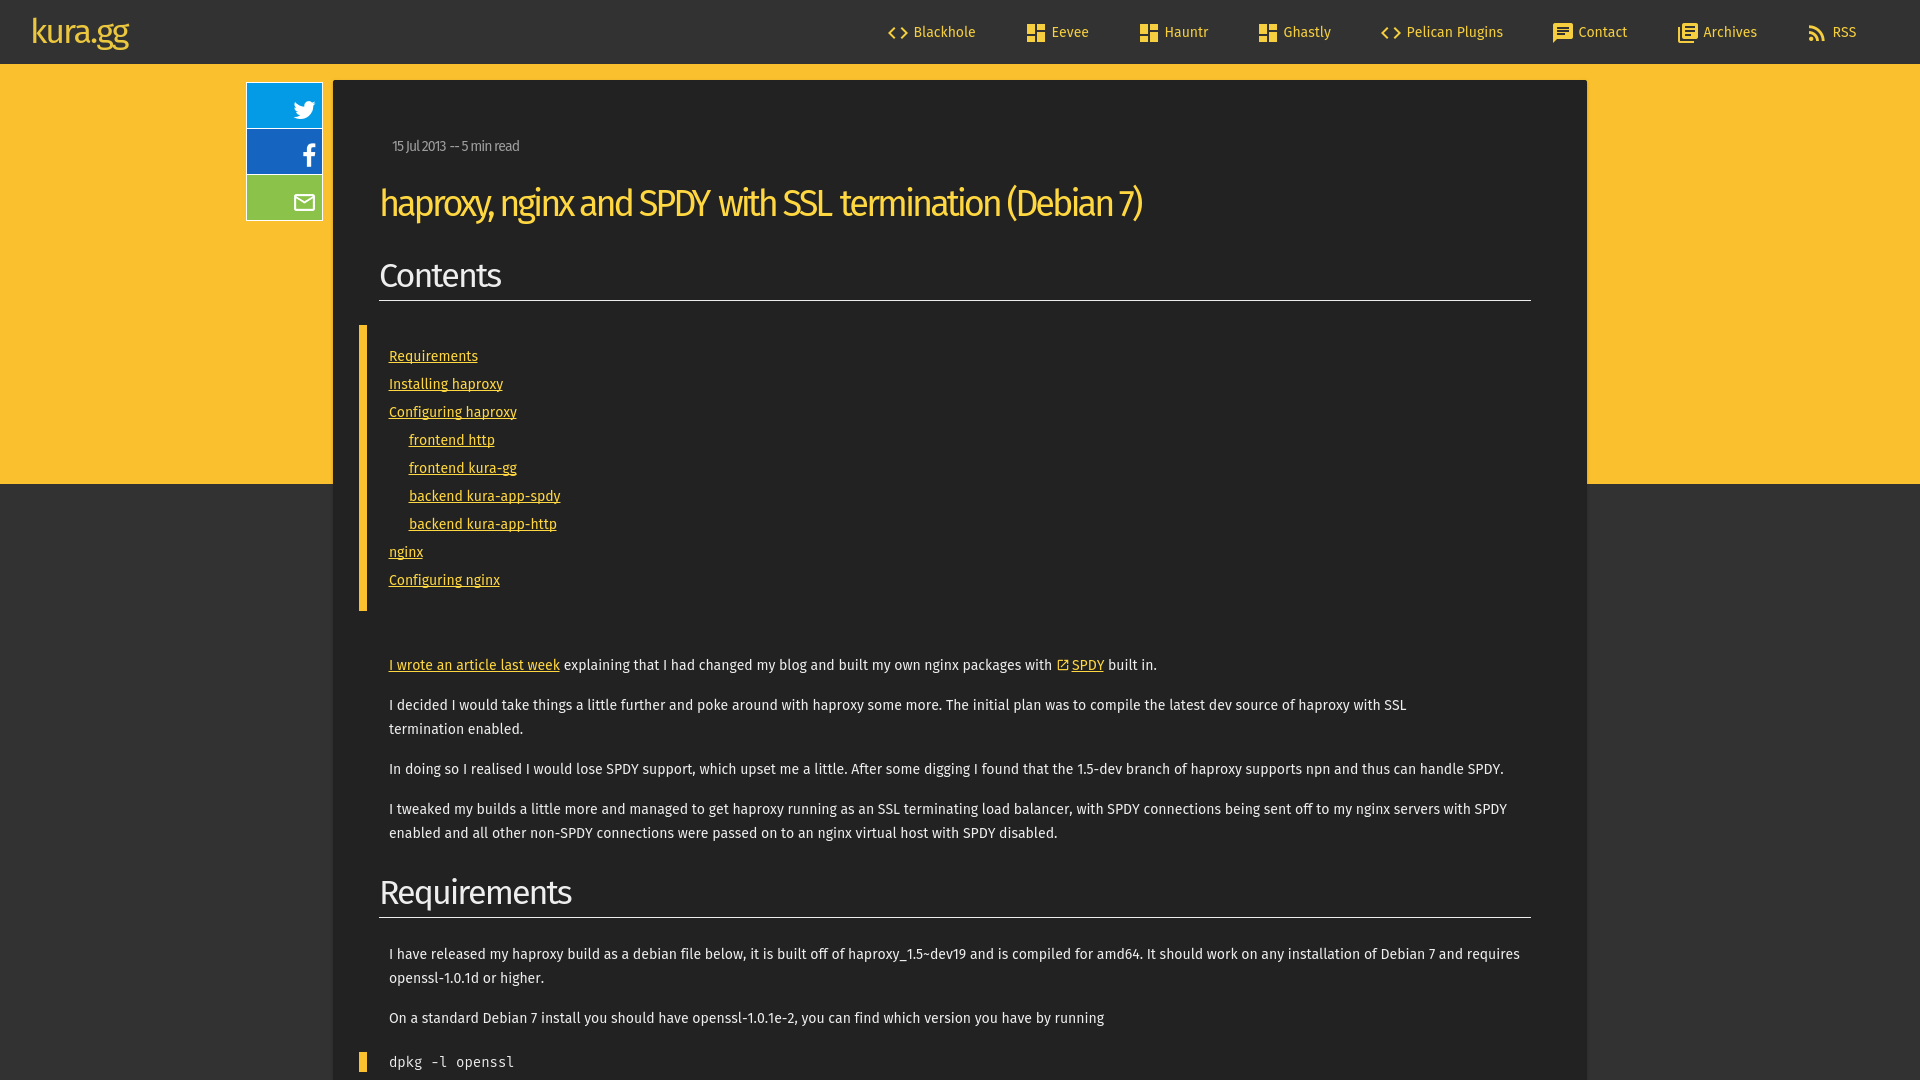 kura.gg
Blackhole
Eevee
Hauntr
Ghastly
Pelican Plugins
Contact
Archives
RSS
15 Jul 2013 -- 5 min read
haproxy, nginx and SPDY with SSL termination (Debian 7)
Contents
Requirements
Installing haproxy
Configuring haproxy
frontend http
frontend kura-gg
backend kura-app-spdy
backend kura-app-http
nginx
Configuring nginx
I wrote an article last week explaining that I had changed my blog and built my own nginx packages with SPDY built in.
I decided I would take things a little further and poke around with haproxy some more. The initial plan was to compile the latest dev source of haproxy with SSL
termination enabled.
In doing so I realised I would lose SPDY support, which upset me a little. After some digging I found that the 1.5-dev branch of haproxy supports npn and thus can handle SPDY.
I tweaked my builds a little more and managed to get haproxy running as an SSL terminating load balancer, with SPDY connections being sent off to my nginx servers with SPDY
enabled and all other non-SPDY connections were passed on to an nginx virtual host with SPDY disabled.
Requirements
I have released my haproxy build as a debian file below, it is built off of haproxy_1.5~dev19 and is compiled for amd64. It should work on any installation of Debian 7 and requires
openssl-1.0.1d or higher.
On a standard Debian 7 install you should have openssl-1.0.1e-2, you can find which version you have by running
dpkg -l openssl